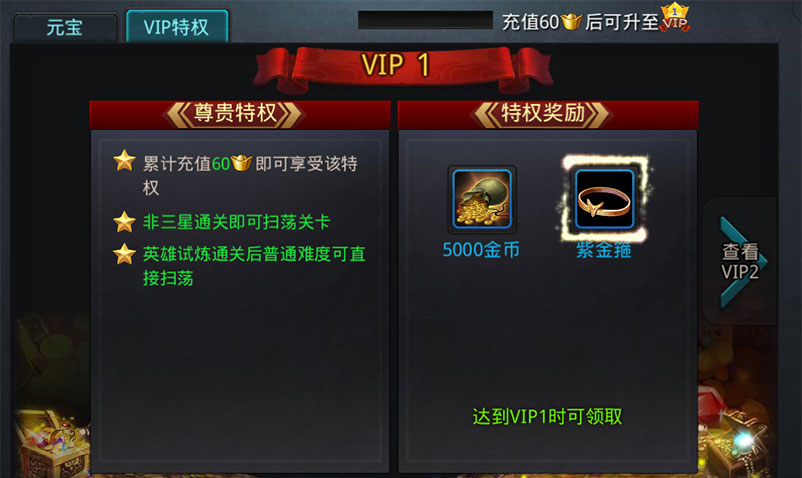 元宝
VIP特权
充值60后可升至1VIP
VIP 1
尊贵特权
累计充值60即可享受该特
权
非三星通关即可扫荡关卡
英雄试炼通关后普通难度可直
接扫荡
特权奖励
5000金币
紫金箍
达到VIP1时可领取
查看
VIP2